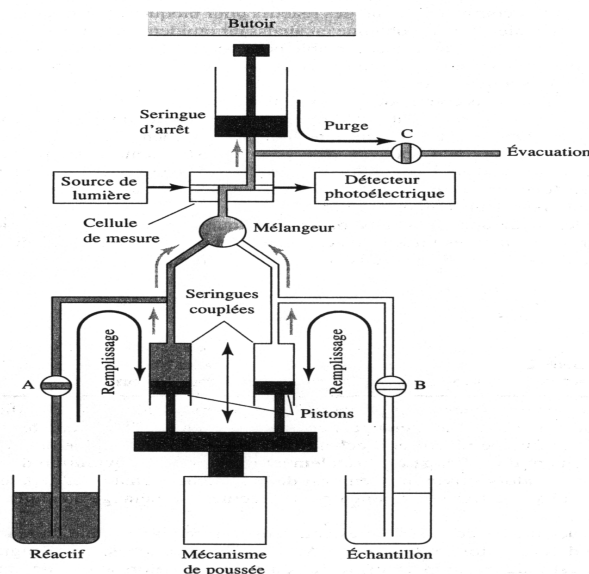 Butoir
Seringue
d'arrêt
Purge
C
Évacuation
Source de
lumière
Détecteur
photoélectrique
Cellule
de mesure
Mélangeur
Seringues
couplées
Remplissage
Remplissage
A
B
Pistons
Réactif
Mécanisme
de poussée
Échantillon